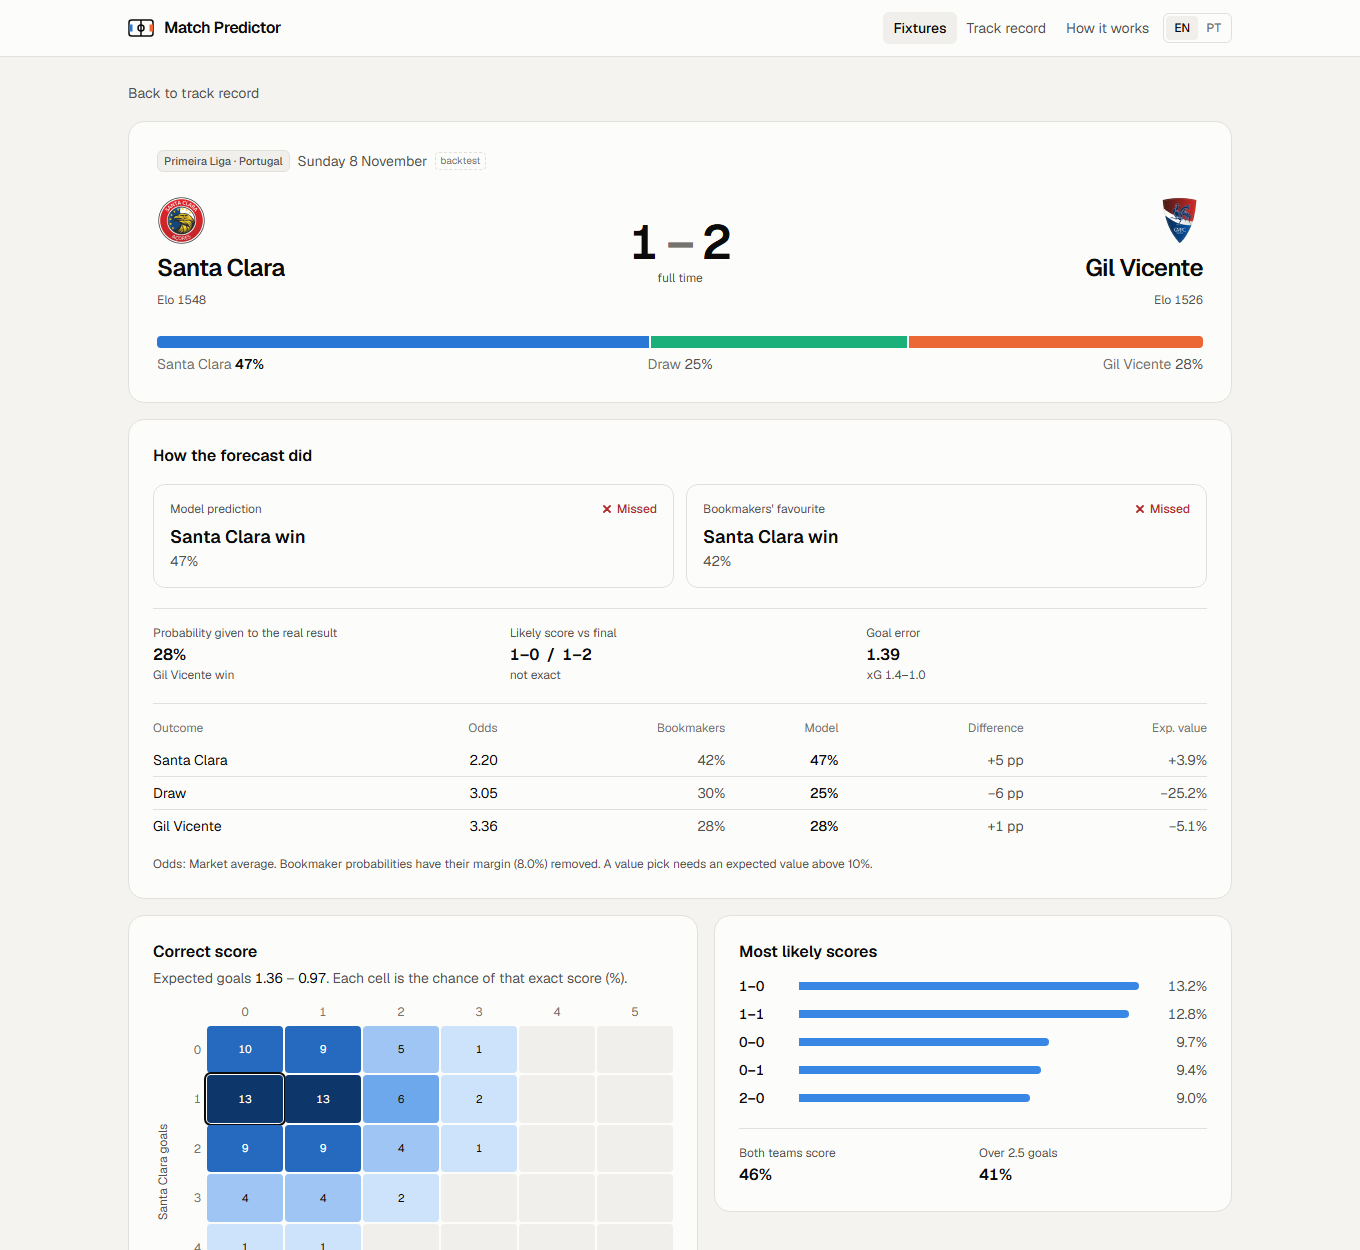 Match Predictor
Fixtures Track record How it works EN PT
Back to track record
Primeira Liga · Portugal Sunday 8 November backtest
SANTA CLARA
AÇORES
1 – 2
full time
Santa Clara
Gil Vicente
Elo 1548
Elo 1526
Santa Clara 47% Draw 25% Gil Vicente 28%
How the forecast did
Model prediction ✕ Missed
Santa Clara win
47%
Bookmakers' favourite ✕ Missed
Santa Clara win
42%
Probability given to the real result
28%
Gil Vicente win
Likely score vs final
1–0 / 1–2
not exact
Goal error
1.39
xG 1.4–1.0
Outcome Odds Bookmakers Model Difference Exp. value
Santa Clara 2.20 42% 47% +5 pp +3.9%
Draw 3.05 30% 25% −6 pp −25.2%
Gil Vicente 3.36 28% 28% +1 pp −5.1%
Odds: Market average. Bookmaker probabilities have their margin (8.0%) removed. A value pick needs an expected value above 10%.
Correct score
Expected goals 1.36 – 0.97. Each cell is the chance of that exact score (%).
0 1 2 3 4 5
0 10 9 5 1
1 13 13 6 2
2 9 9 4 1
3 4 4 2
4 1 1
Santa Clara goals
Most likely scores
1–0 13.2%
1–1 12.8%
0–0 9.7%
0–1 9.4%
2–0 9.0%
Both teams score
46%
Over 2.5 goals
41%